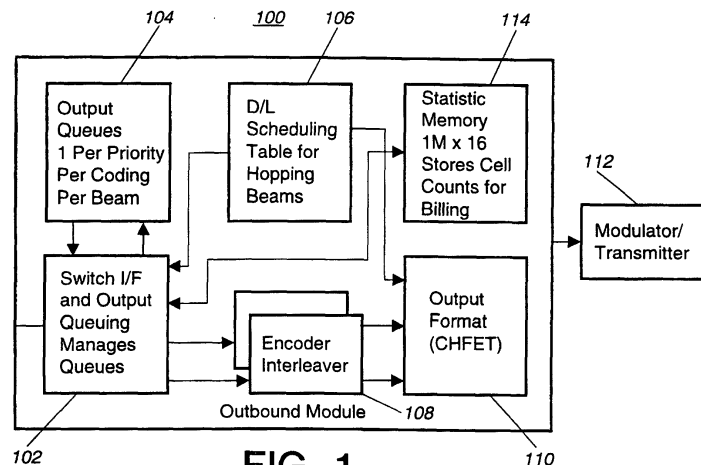 104
100
106
114
Output
Queues
1 Per Priority
Per Coding
Per Beam
D/L
Scheduling
Table for
Hopping
Beams
Statistic
Memory
1M x 16
Stores Cell
Counts for
Billing
112
Modulator/
Transmitter
Switch I/F
and Output
Queuing
Manages
Queues
Encoder
Interleaver
Output
Format
(CHFET)
Outbound Module
108
102
110
FIG. 1